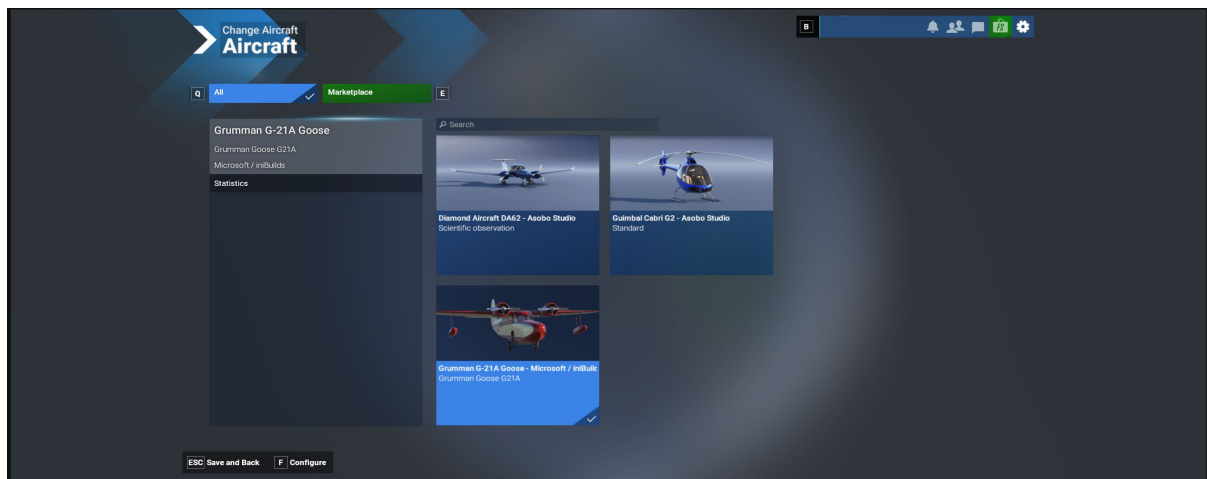 Change Aircraft
Aircraft
B
Q
All
Marketplace
E
Grumman G-21A Goose
Grumman Goose G21A
Microsoft / iniBuilds
Statistics
Search
Diamond Aircraft DA62 - Asobo Studio
Scientific observation
Guimbal Cabri G2 - Asobo Studio
Standard
Grumman G-21A Goose - Microsoft / iniBuilc
Grumman Goose G21A
ESC Save and Back
F Configure